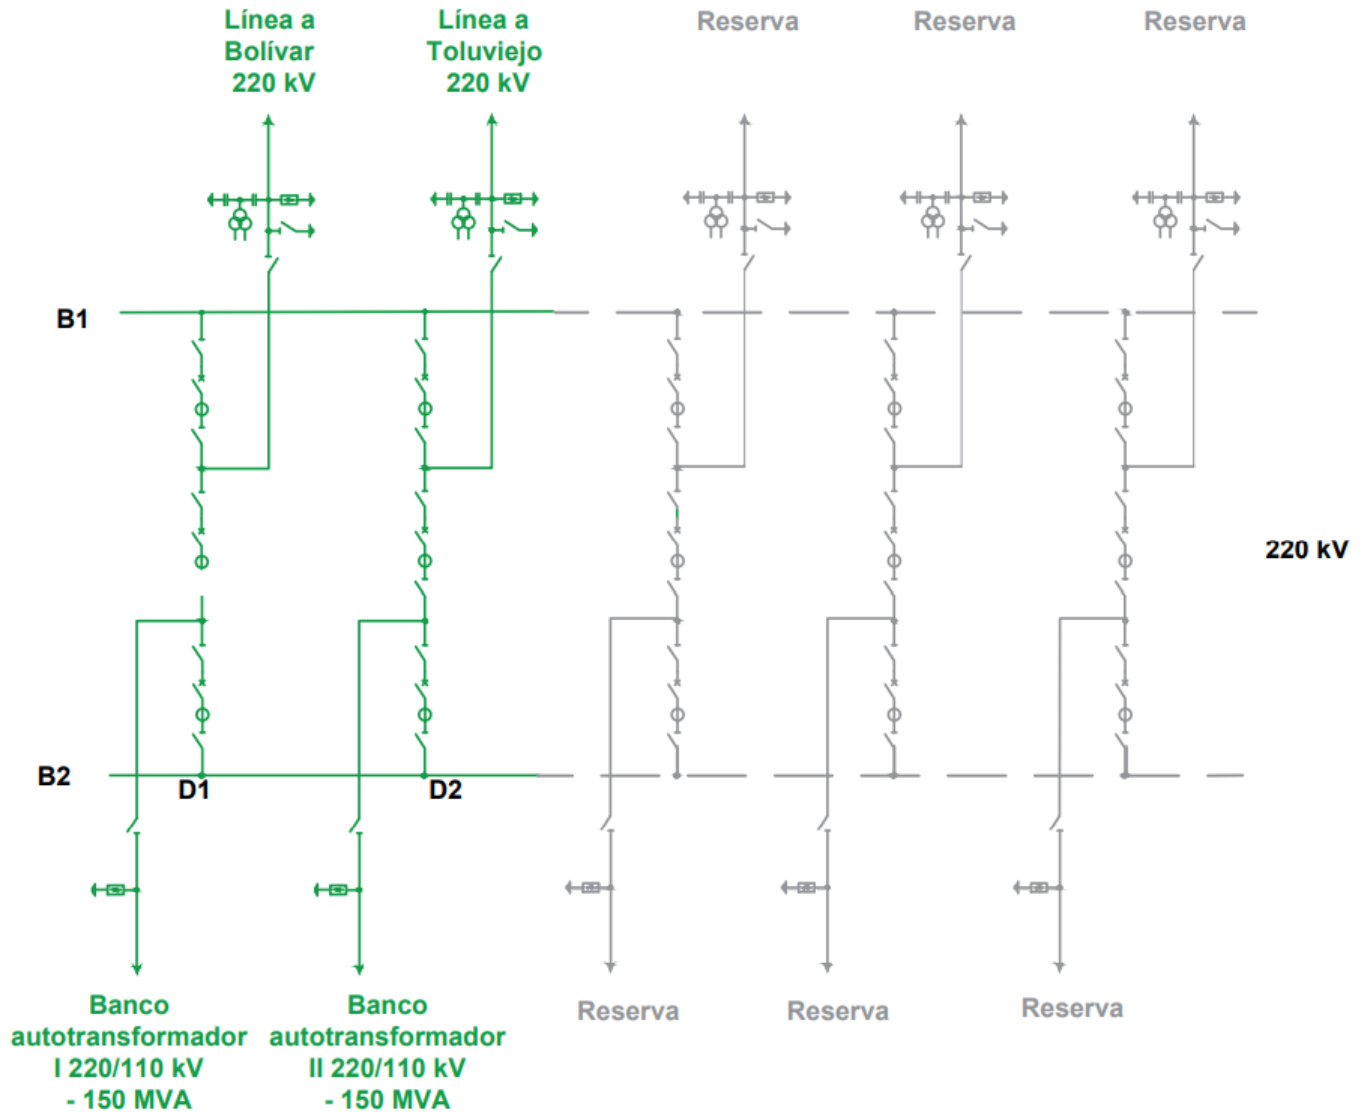 Línea a
Bolívar
220 kV
Línea a
Toluviejo
220 kV
Reserva
Reserva
Reserva
B1
220 kV
B2
D1
D2
Banco
autotransformador
I 220/110 kV
- 150 MVA
Banco
autotransformador
II 220/110 kV
- 150 MVA
Reserva
Reserva
Reserva